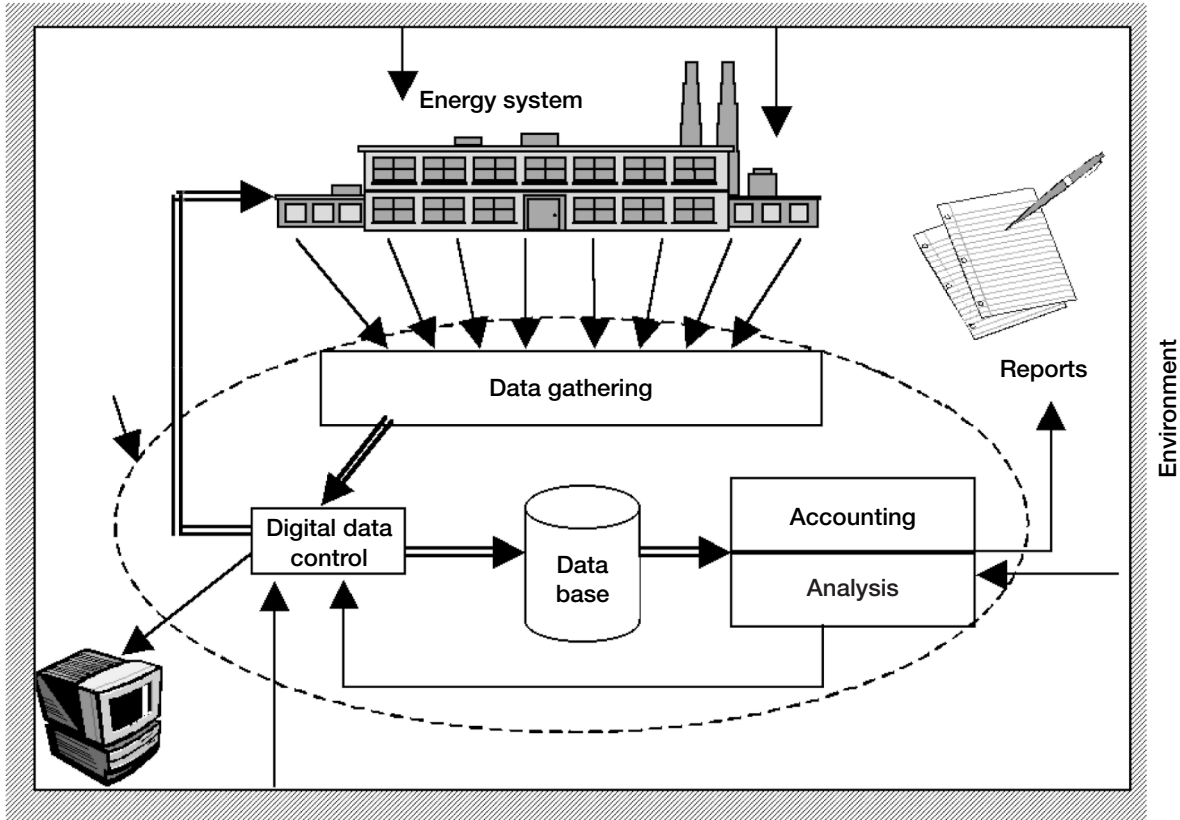 Energy system
Data gathering
Reports
Environment
Digital data
control
Data
base
Accounting
Analysis